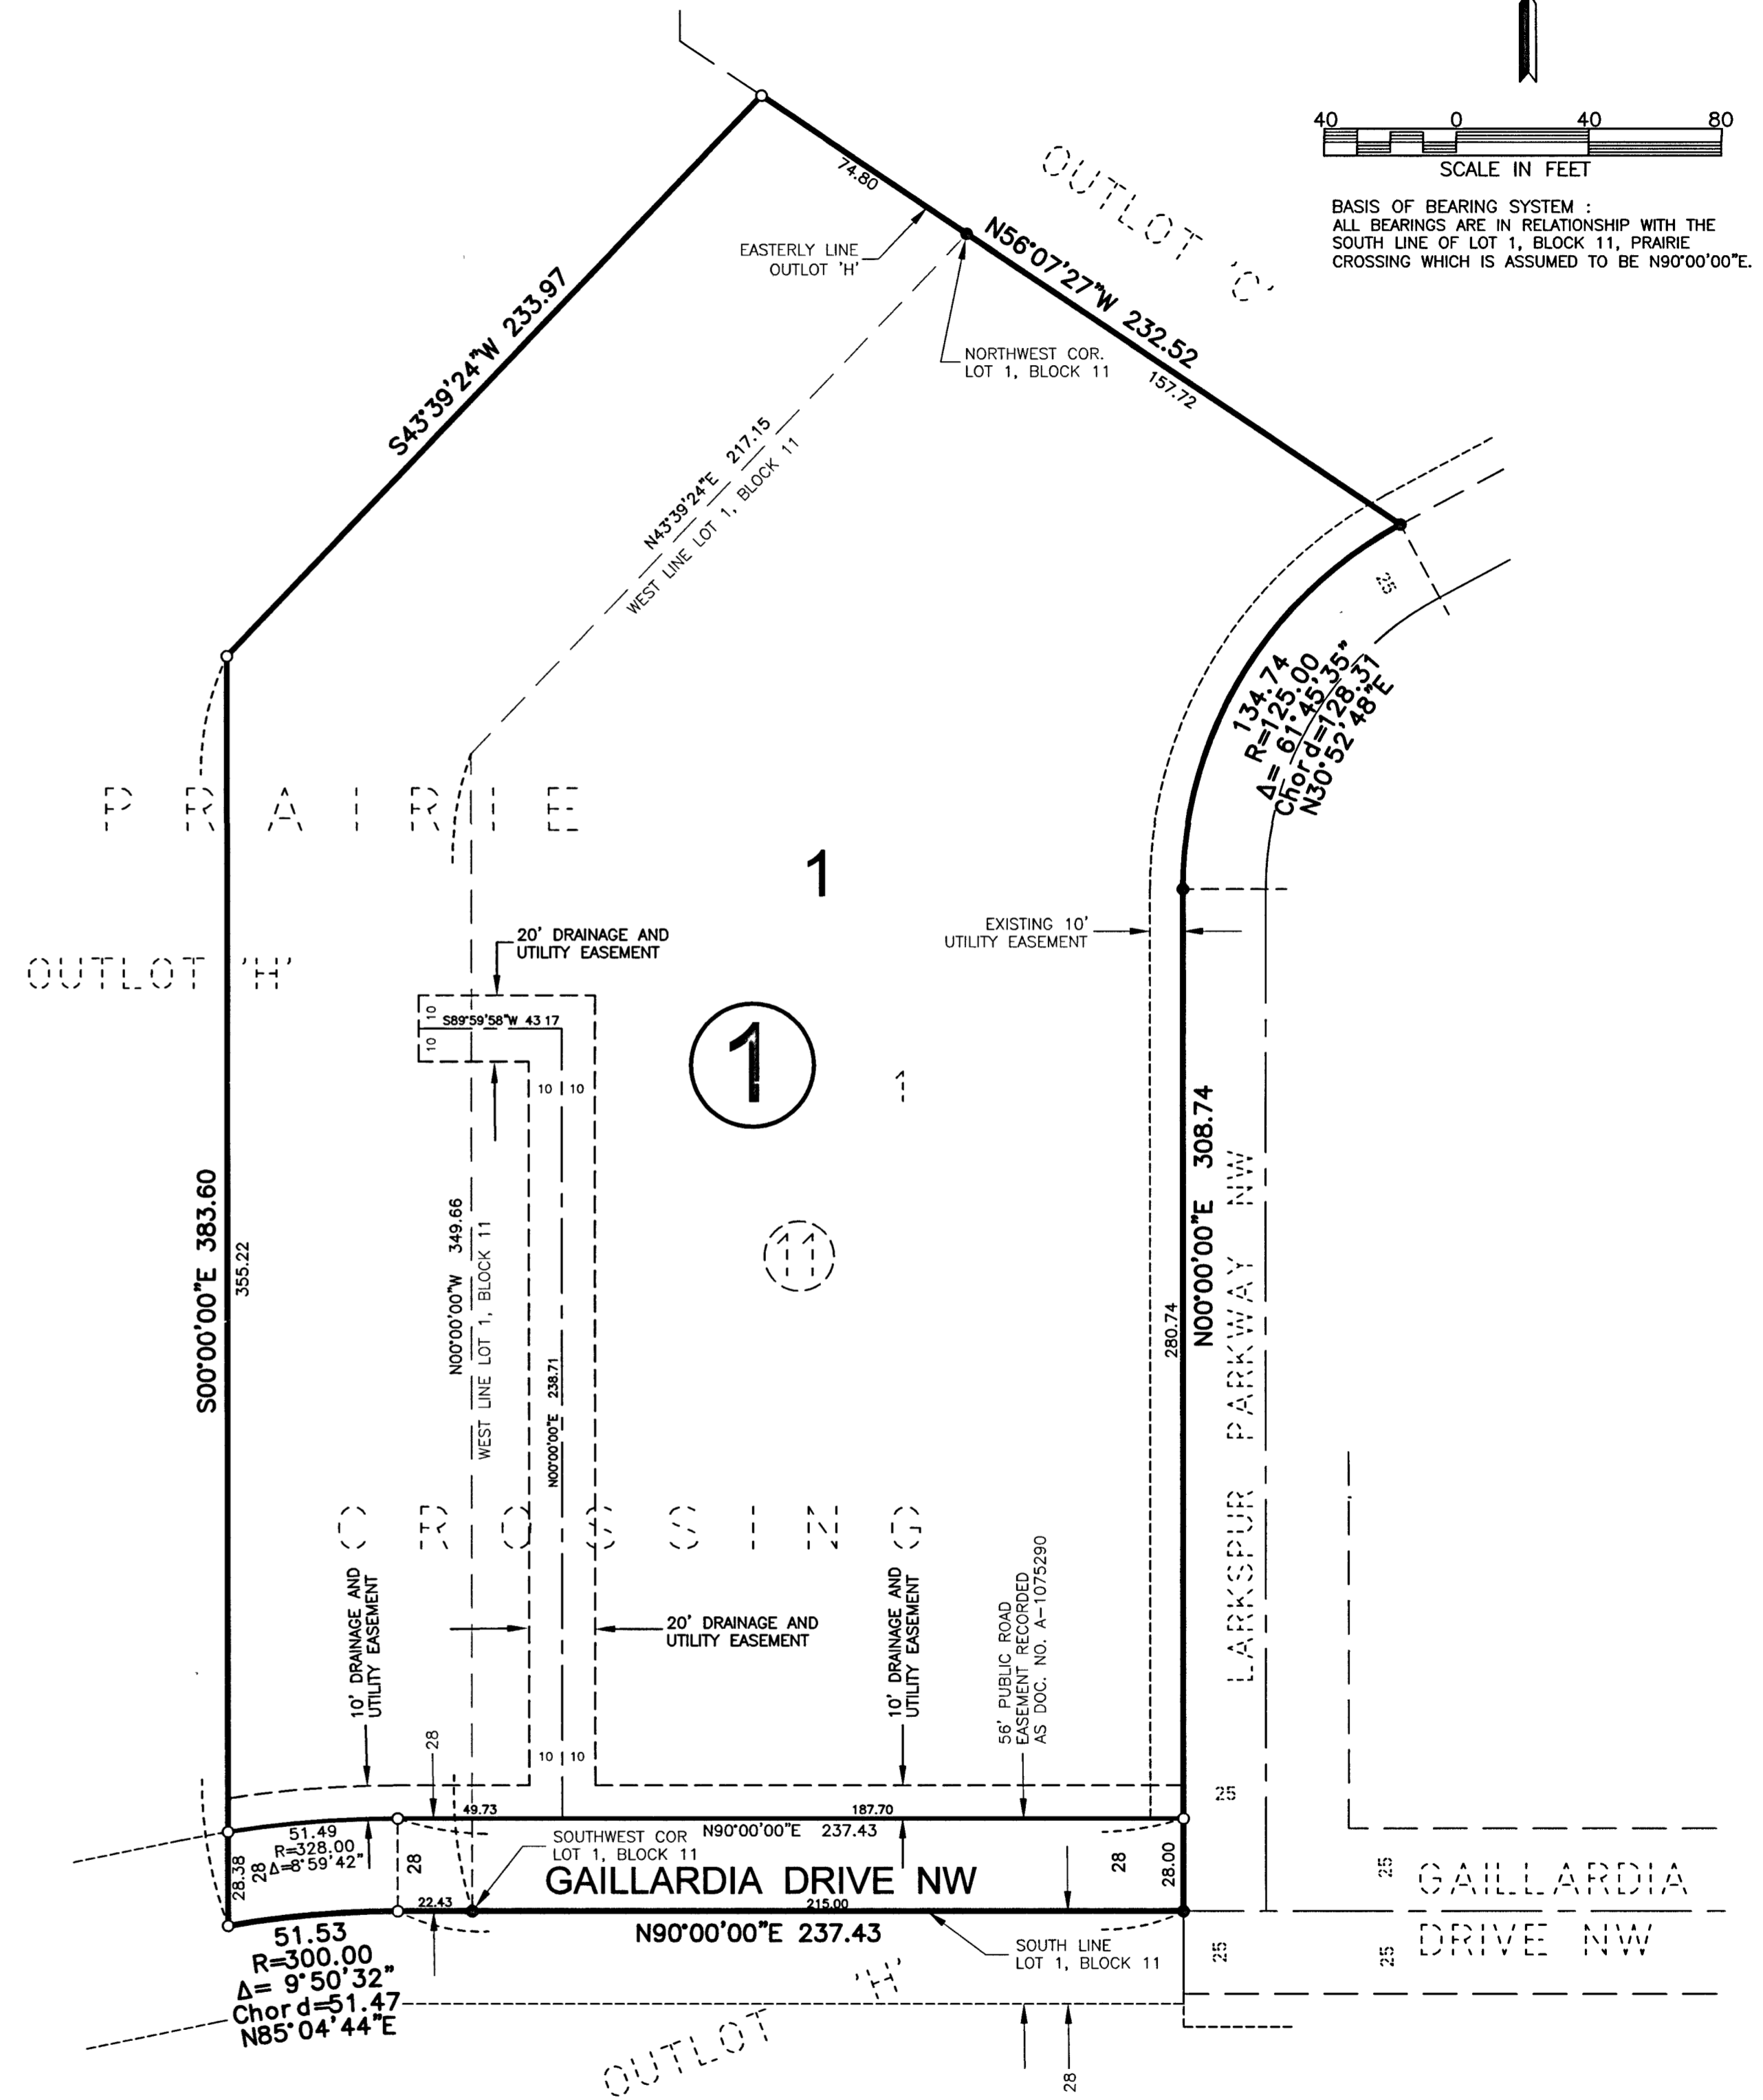 40 0 40 80
SCALE IN FEET
BASIS OF BEARING SYSTEM :
ALL BEARINGS ARE IN RELATIONSHIP WITH THE
SOUTH LINE OF LOT 1, BLOCK 11, PRAIRIE
CROSSING WHICH IS ASSUMED TO BE N90°00'00"E.
74.80
OUTLOT 'C'
EASTERLY LINE
OUTLOT 'H'
N56°07'27"W 232.52
157.72
NORTHWEST COR.
LOT 1, BLOCK 11
S43°39'24"W 233.97
N43°39'24"E 217.15
WEST LINE LOT 1, BLOCK 11
25
134.74
R=125.00
Δ= 61°45'35"
Chord=128.31
N30°52'48"E
PRAIRIE
1
EXISTING 10'
UTILITY EASEMENT
20' DRAINAGE AND
UTILITY EASEMENT
OUTLOT 'H'
10
S89°59'58"W 43 17
10
10 10
1
1
11
S00°00'00"E 383.60
355.22
N00°00'00"W 349.66
WEST LINE LOT 1, BLOCK 11
N00°00'00"E 238.71
280.74
N00°00'00"E 308.74
LARKSPUR PARKWAY NW
CROSSING
10' DRAINAGE AND
UTILITY EASEMENT
20' DRAINAGE AND
UTILITY EASEMENT
10' DRAINAGE AND
UTILITY EASEMENT
56' PUBLIC ROAD
EASEMENT RECORDED
AS DOC. NO. A-1075290
28
10 10
25
49.73
187.70
N90°00'00"E 237.43
51.49
R=328.00
Δ=8°59'42"
28.38
28
28
SOUTHWEST COR
LOT 1, BLOCK 11
GAILLARDIA DRIVE NW
28
28.00
22.43
215.00
N90°00'00"E 237.43
25
GAILLARDIA
DRIVE NW
25
25
51.53
R=300.00
Δ= 9°50'32"
Chord=51.47
N85°04'44"E
SOUTH LINE
LOT 1, BLOCK 11
OUTLOT 'H'
28